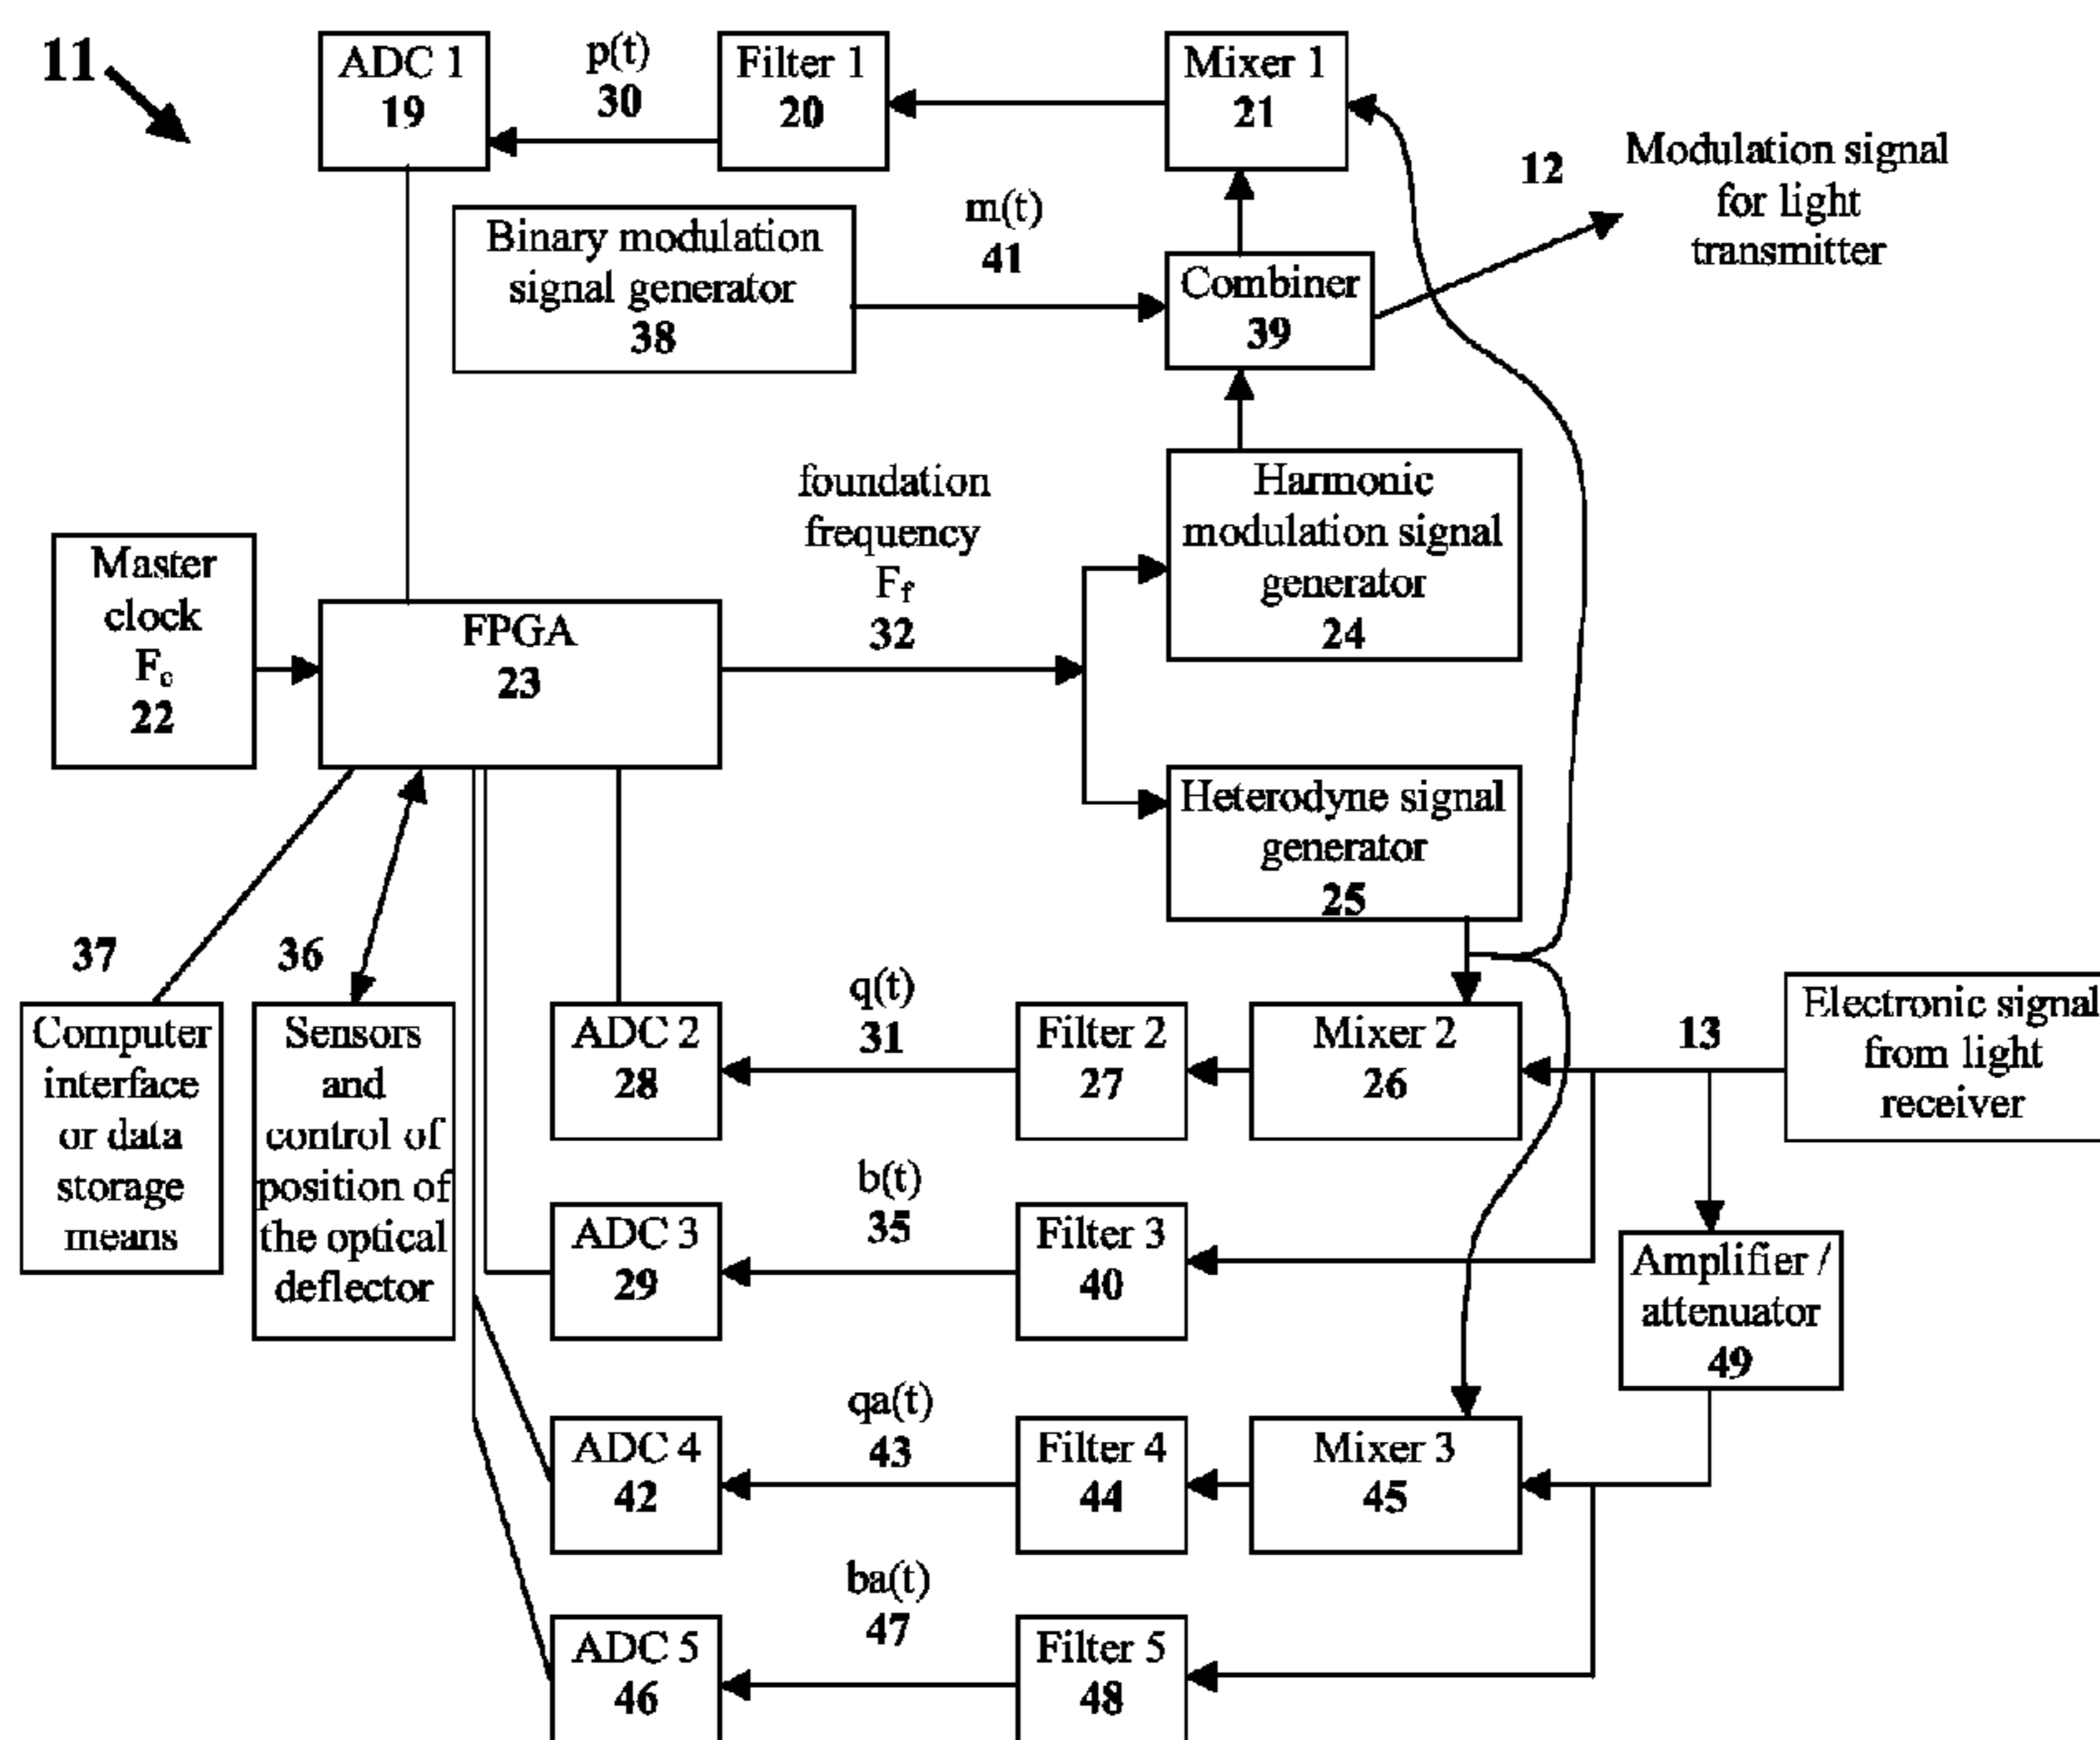 11
ADC 1
19
p(t)
30
Filter 1
20
Mixer 1
21
12
Modulation signal
for light
transmitter
Binary modulation
signal generator
38
m(t)
41
Combiner
39
foundation
frequency
Ff
32
Harmonic
modulation signal
generator
24
Master
clock
Fc
22
FPGA
23
Heterodyne signal
generator
25
37
36
Computer
interface
or data
storage
means
Sensors
and
control of
position of
the optical
deflector
ADC 2
28
q(t)
31
Filter 2
27
Mixer 2
26
13
Electronic signal
from light
receiver
ADC 3
29
b(t)
35
Filter 3
40
Amplifier /
attenuator
49
ADC 4
42
qa(t)
43
Filter 4
44
Mixer 3
45
ADC 5
46
ba(t)
47
Filter 5
48